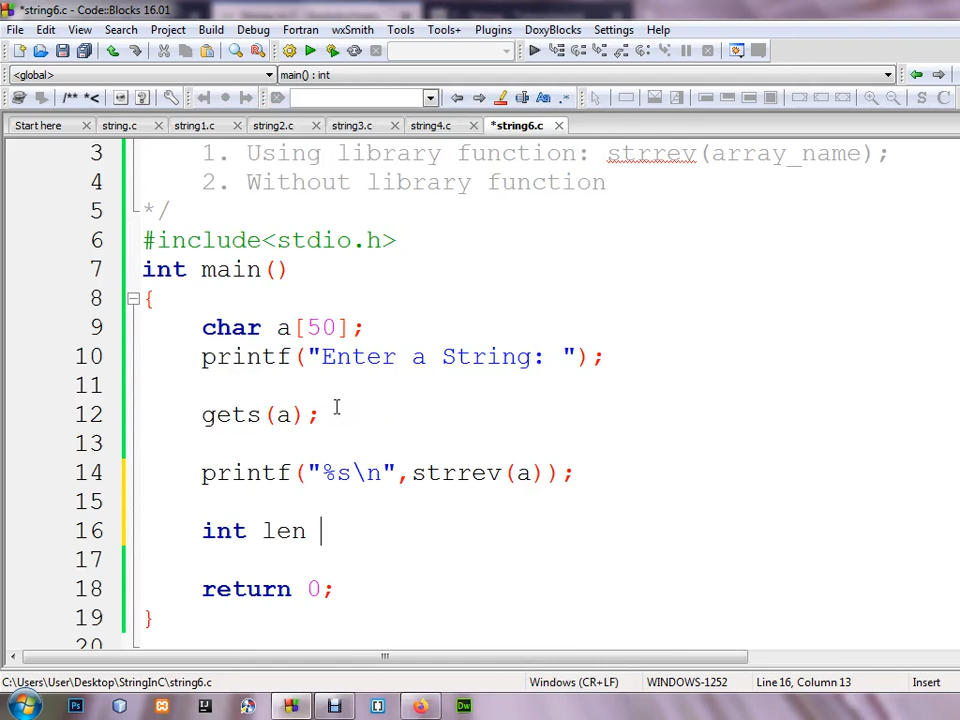 *string6.c - Code::Blocks 16.01
File Edit View Search Project Build Debug Fortran wxSmith Tools Tools+ Plugins DoxyBlocks Settings Help
<global> main() : int
/** *< .* S C
Start here string.c string1.c string2.c string3.c string4.c *string6.c
3 1. Using library function: strrev(array_name);
4 2. Without library function
5 */
6 #include<stdio.h>
7 int main()
8 {
9 char a[50];
10 printf("Enter a String: ");
11
12 gets(a);
13
14 printf("%s\n",strrev(a));
15
16 int len
17
18 return 0;
19 }
20
C:\Users\User\Desktop\StringInC\string6.c Windows (CR+LF) WINDOWS-1252 Line 16, Column 13 Insert
Ps Dw